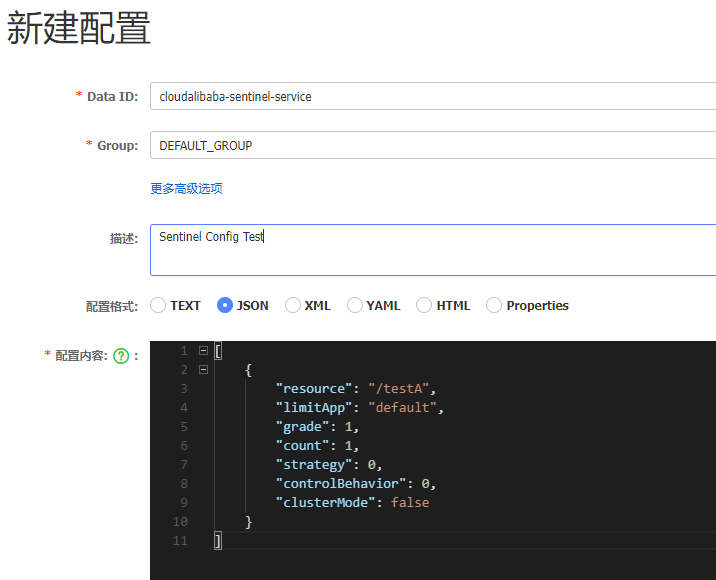 新建配置
* Data ID: cloudalibaba-sentinel-service
* Group: DEFAULT_GROUP
更多高级选项
描述: Sentinel Config Test
配置格式: TEXT JSON XML YAML HTML Properties
* 配置内容: ? :
1 [
2 {
3 "resource": "/testA",
4 "limitApp": "default",
5 "grade": 1,
6 "count": 1,
7 "strategy": 0,
8 "controlBehavior": 0,
9 "clusterMode": false
10 }
11 ]